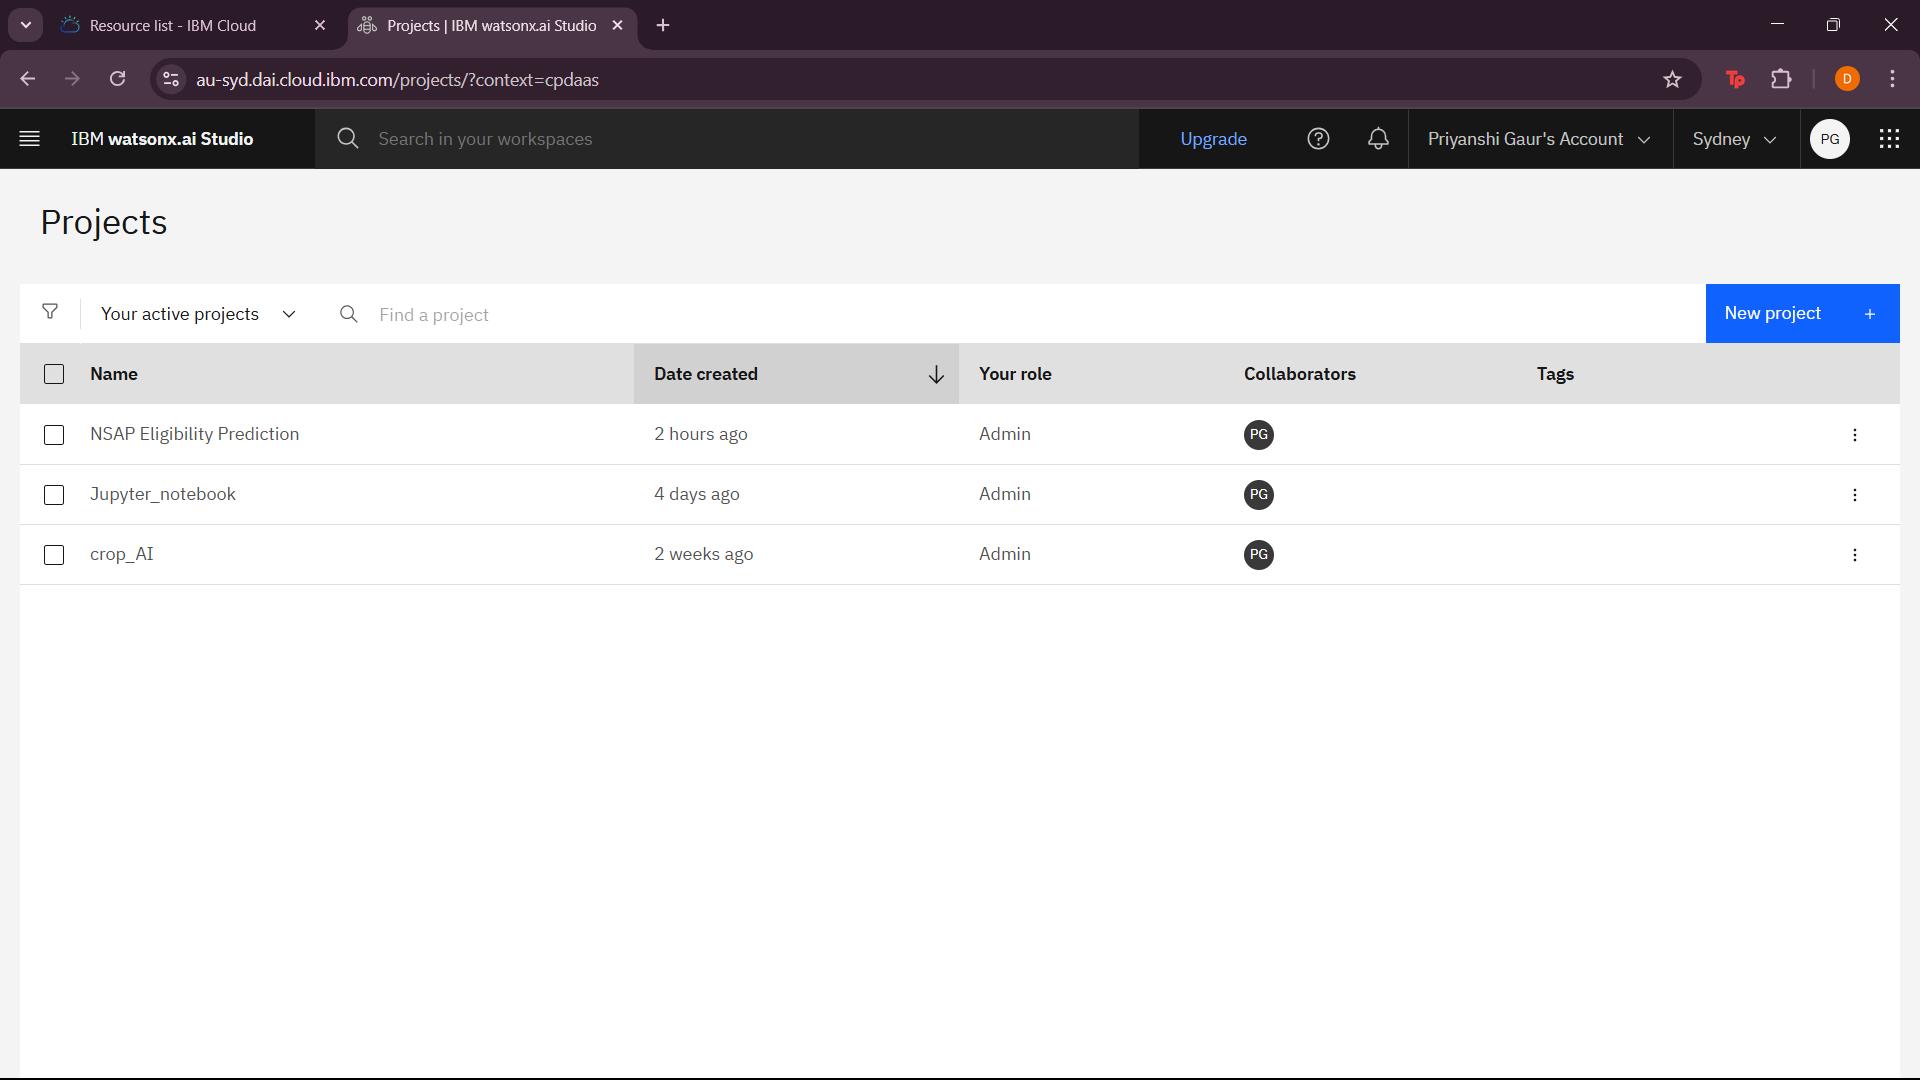 Resource list - IBM Cloud
Projects | IBM watsonx.ai Studio
au-syd.dai.cloud.ibm.com/projects/?context=cpdaas
Tp
D
IBM watsonx.ai Studio
Search in your workspaces
Upgrade
Priyanshi Gaur's Account
Sydney
PG
Projects
Your active projects
Find a project
New project +
Name Date created Your role Collaborators Tags
NSAP Eligibility Prediction 2 hours ago Admin PG
Jupyter_notebook 4 days ago Admin PG
crop_AI 2 weeks ago Admin PG